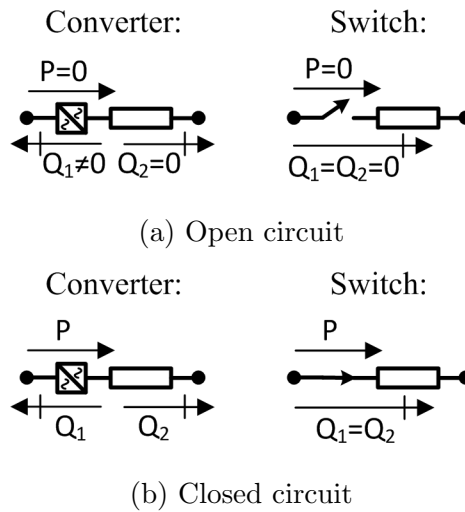 Converter: Switch:
P=0 P=0
Q₁≠0 Q₂=0 Q₁=Q₂=0
(a) Open circuit
Converter: Switch:
P P
Q₁ Q₂ Q₁=Q₂
(b) Closed circuit